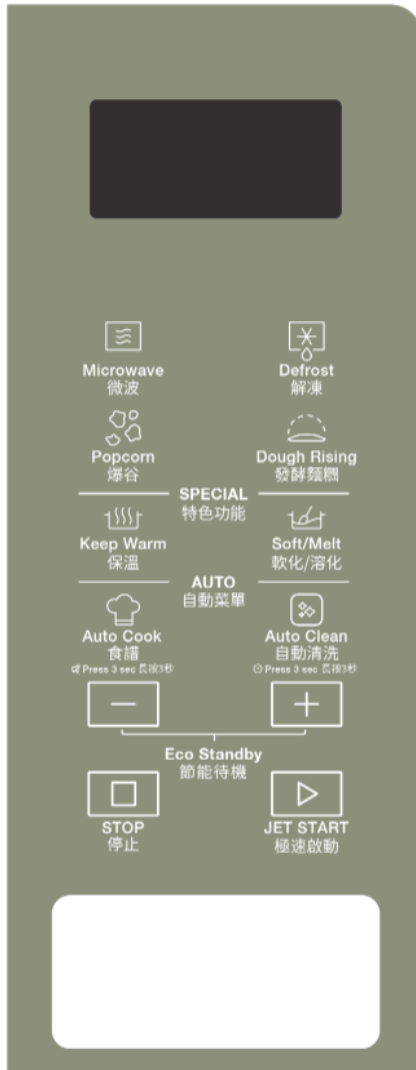 Microwave
微波
Defrost
解凍
Popcorn
爆谷
Dough Rising
發酵麵糰
SPECIAL
特色功能
Keep Warm
保溫
Soft/Melt
軟化/溶化
AUTO
自動菜單
Auto Cook
食譜
Press 3 sec 長按3秒
Auto Clean
自動清洗
Press 3 sec 長按3秒
Eco Standby
節能待機
STOP
停止
JET START
極速啟動